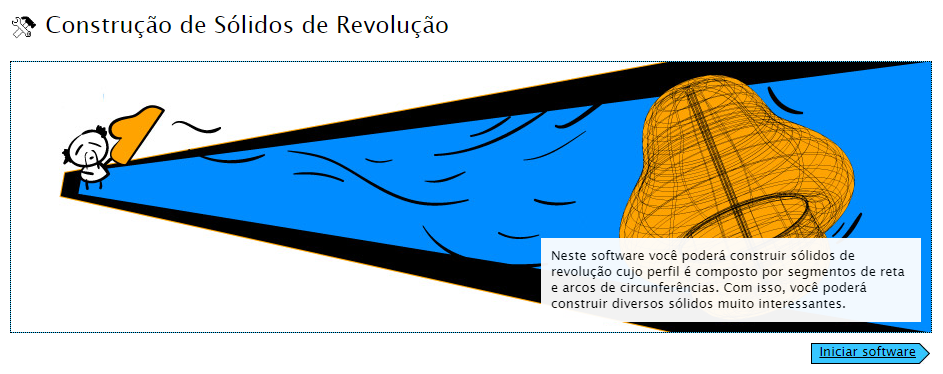 Construção de Sólidos de Revolução
Neste software você poderá construir sólidos de
revolução cujo perfil é composto por segmentos de reta
e arcos de circunferências. Com isso, você poderá
construir diversos sólidos muito interessantes.
Iniciar software